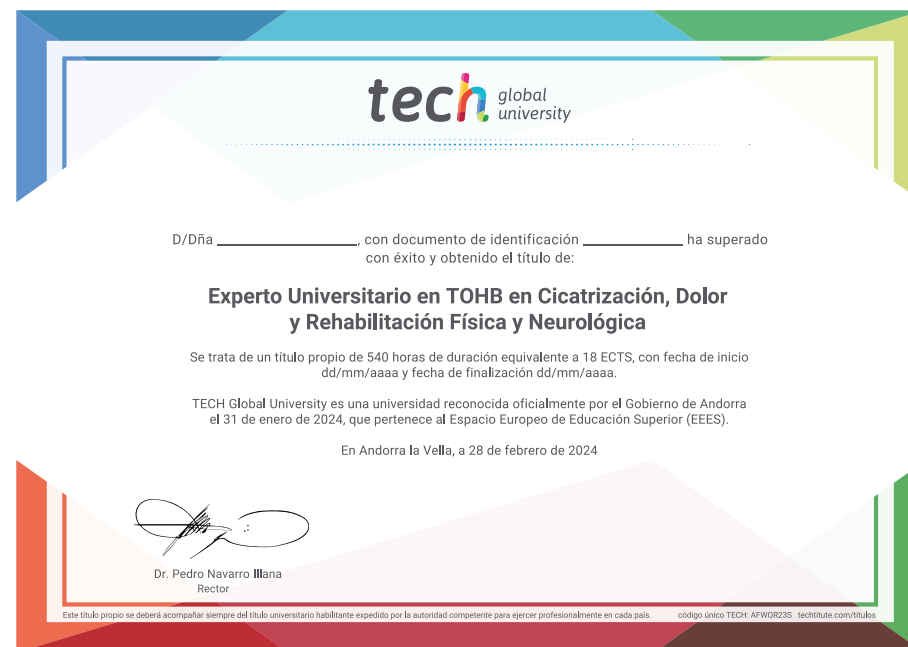 tech global university
D/Dña ________________, con documento de identificación ____________ ha superado
con éxito y obtenido el título de:
Experto Universitario en TOHB en Cicatrización, Dolor
y Rehabilitación Física y Neurológica
Se trata de un título propio de 540 horas de duración equivalente a 18 ECTS, con fecha de inicio
dd/mm/aaaa y fecha de finalización dd/mm/aaaa.
TECH Global University es una universidad reconocida oficialmente por el Gobierno de Andorra
el 31 de enero de 2024, que pertenece al Espacio Europeo de Educación Superior (EEES).
En Andorra la Vella, a 28 de febrero de 2024
Dr. Pedro Navarro Illana
Rector
Este título propio se deberá acompañar siempre del título universitario habilitante expedido por la autoridad competente para ejercer profesionalmente en cada país. código único TECH: AFWOR23S techtitute.com/titulos